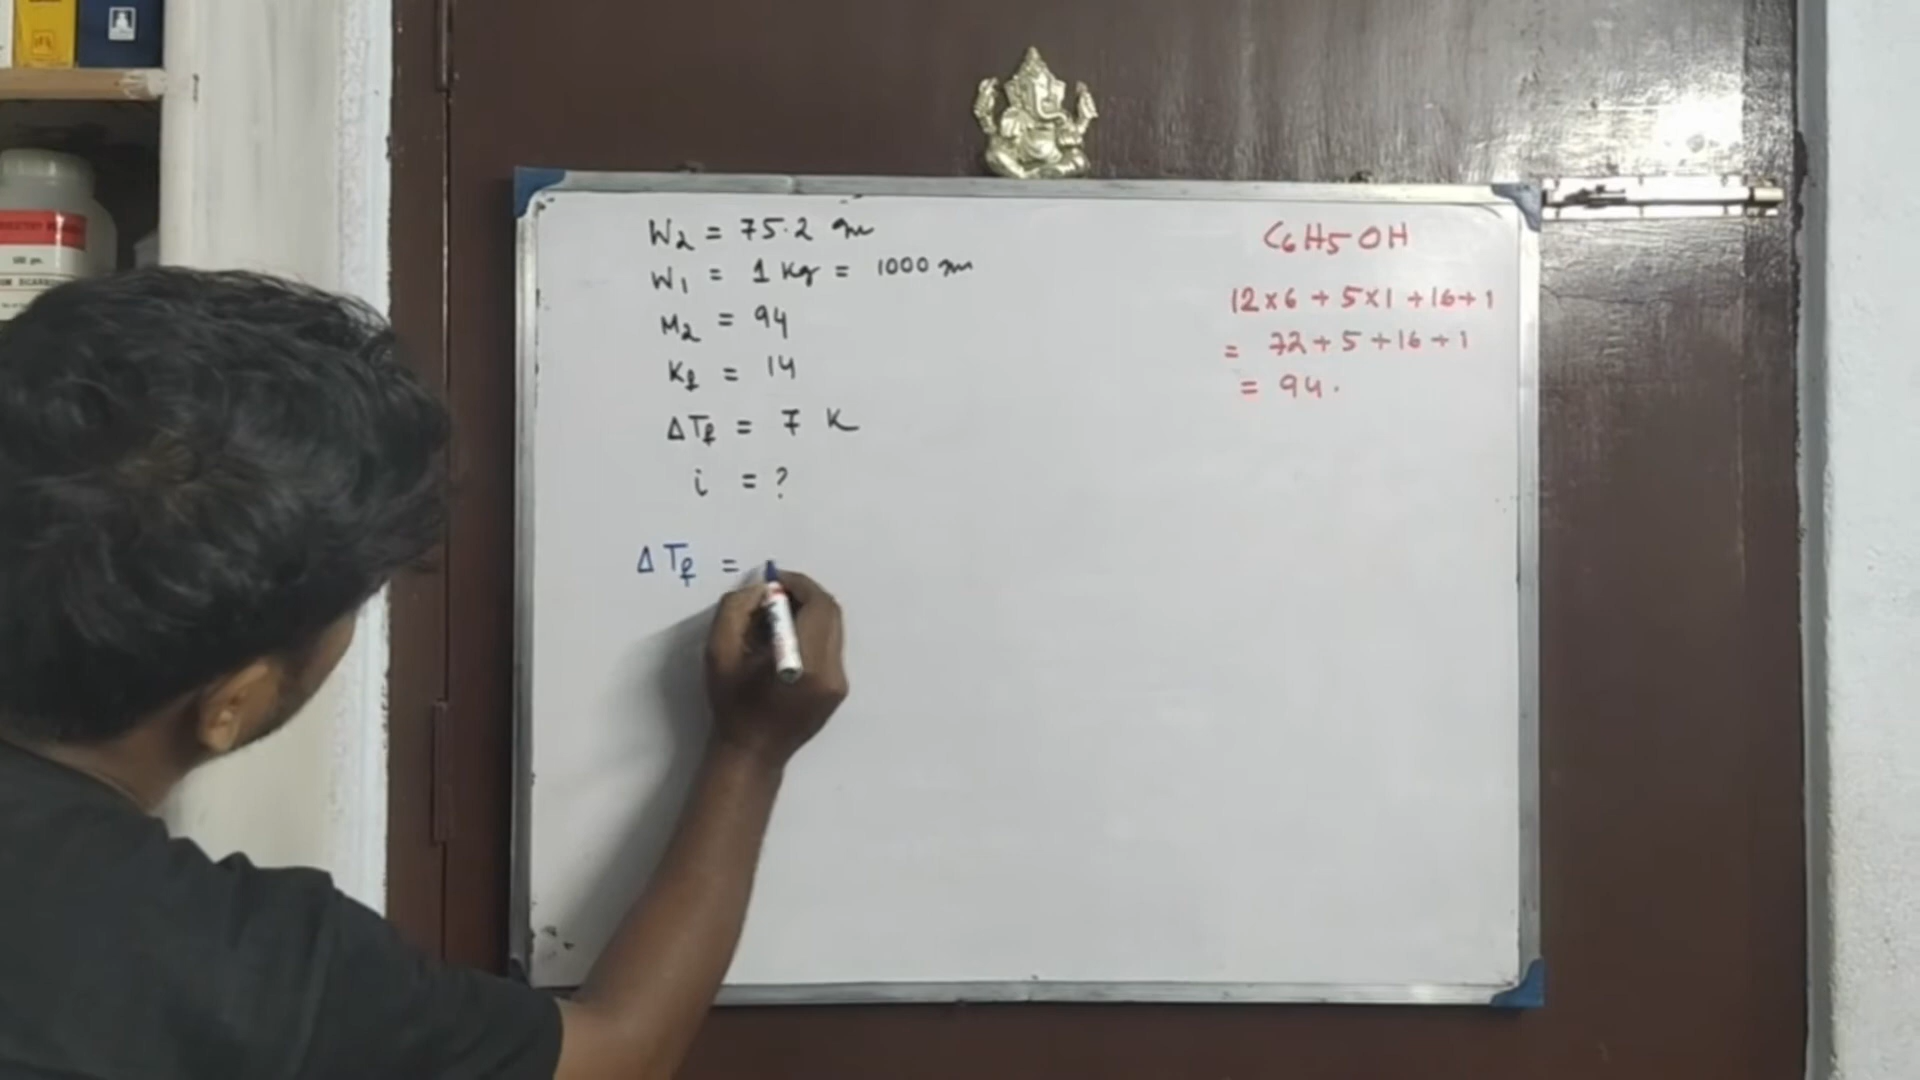 W2 = 75.2 gm
W1 = 1 Kg = 1000 gm
M2 = 94
Kf = 14
ΔTf = 7 K
i = ?
ΔTf =
C6H5OH
12×6 + 5×1 + 16+1
= 72+5+16+1
= 94.